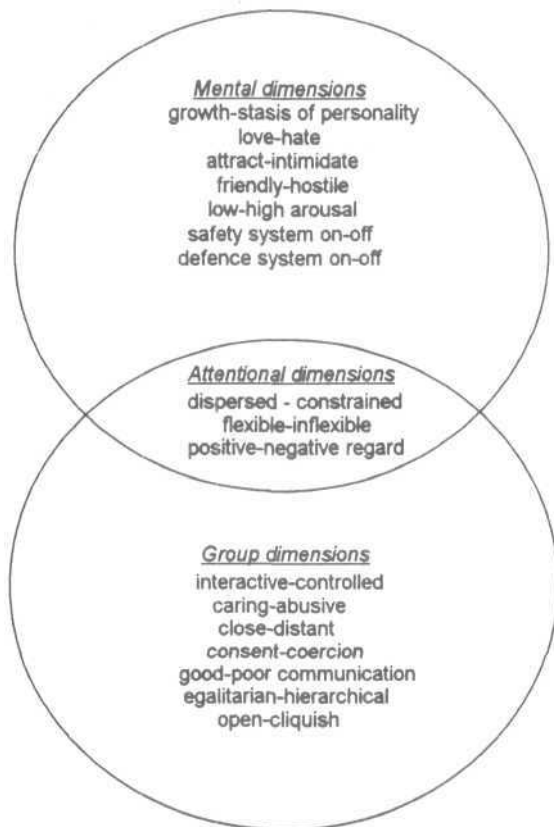 Mental dimensions
growth-stasis of personality
love-hate
attract-intimidate
friendly-hostile
low-high arousal
safety system on-off
defence system on-off
Attentional dimensions
dispersed - constrained
flexible-inflexible
positive-negative regard
Group dimensions
interactive-controlled
caring-abusive
close-distant
consent-coercion
good-poor communication
egalitarian-hierarchical
open-cliquish